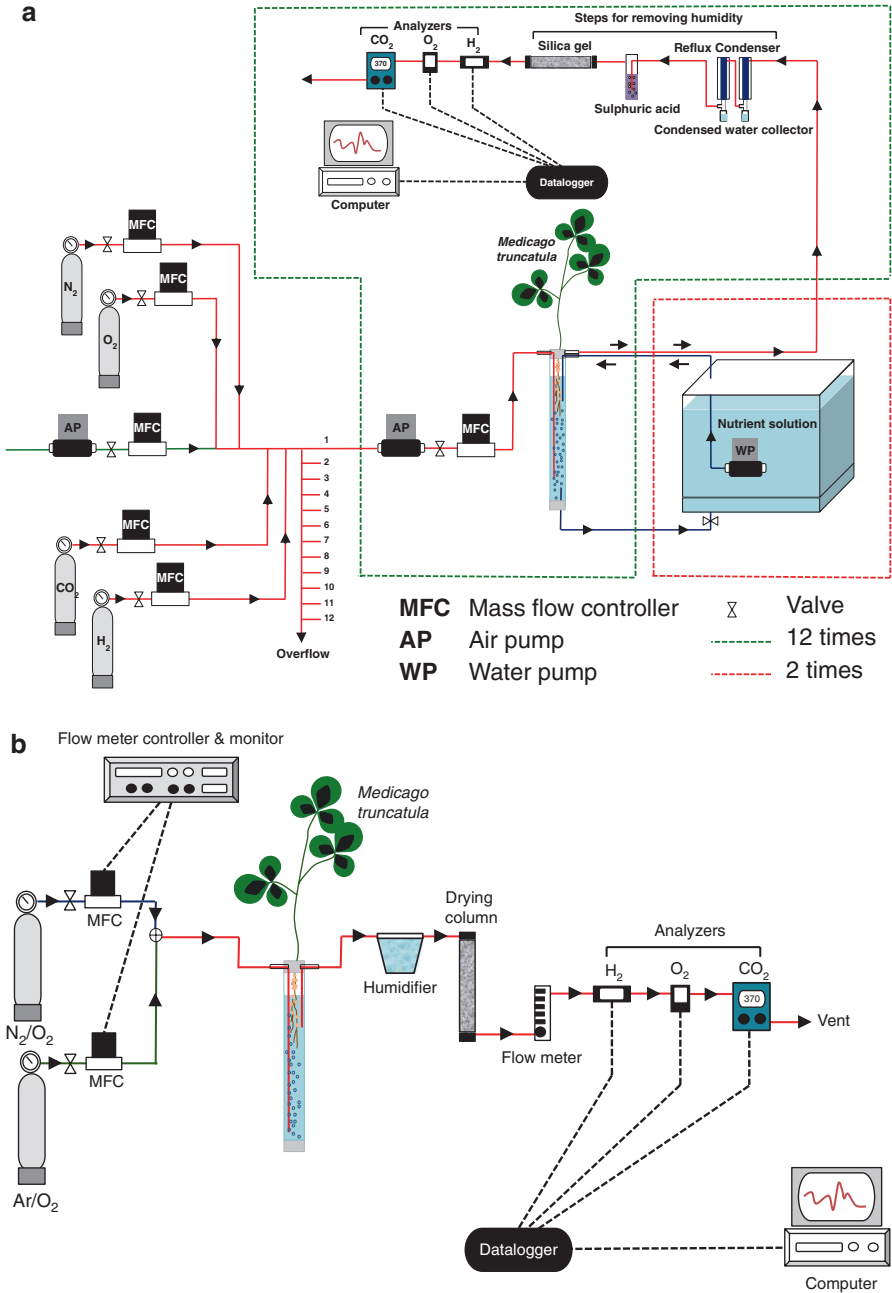 a
Analyzers
Steps for removing humidity
CO2
O2
H2
Silica gel
Reflux Condenser
370
Sulphuric acid
Condensed water collector
Datalogger
Computer
MFC
Medicago
truncatula
N2
MFC
O2
AP
MFC
1
AP
MFC
Nutrient solution
WP
2
3
4
5
6
7
8
9
10
11
12
MFC
CO2
MFC
H2
Overflow
MFC Mass flow controller
Valve
AP Air pump
12 times
WP Water pump
2 times
b
Flow meter controller & monitor
Medicago
truncatula
MFC
N2/O2
MFC
Ar/O2
Humidifier
Drying
column
Flow meter
Analyzers
H2
O2
CO2
370
Vent
Datalogger
Computer